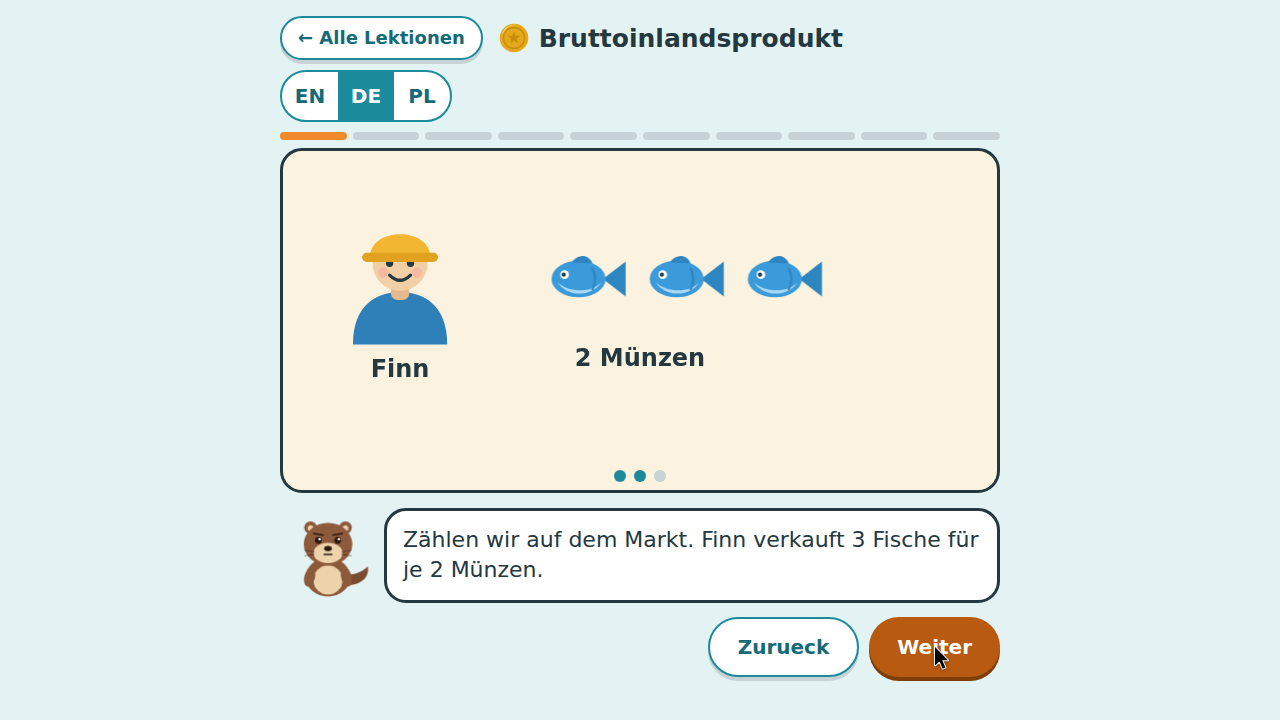 ← Alle Lektionen
Bruttoinlandsprodukt
EN DE PL
Finn
2 Münzen
Zählen wir auf dem Markt. Finn verkauft 3 Fische für
je 2 Münzen.
Zurueck
Weiter